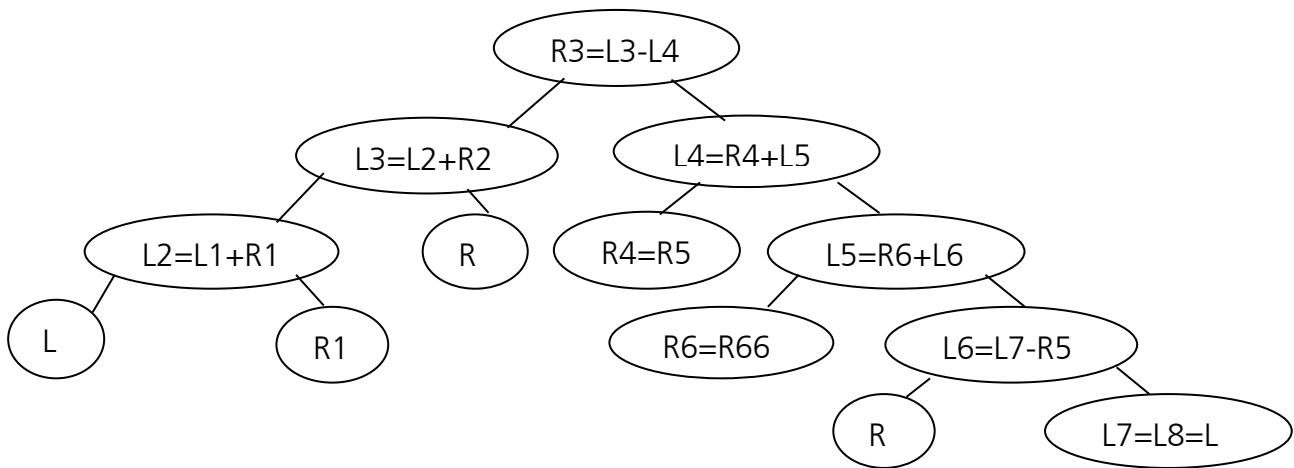 R3=L3-L4
L3=L2+R2
L4=R4+L5
L2=L1+R1
R
R4=R5
L5=R6+L6
L
R1
R6=R66
L6=L7-R5
R
L7=L8=L